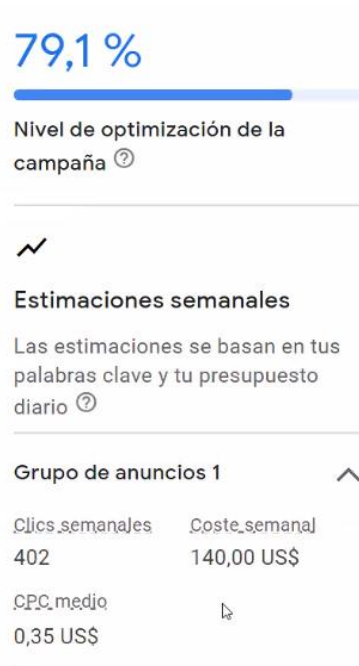 79,1 %
Nivel de optimización de la
campaña
Estimaciones semanales
Las estimaciones se basan en tus
palabras clave y tu presupuesto
diario
Grupo de anuncios 1
Clics semanales Coste semanal
402 140,00 US$
CPC medio
0,35 US$